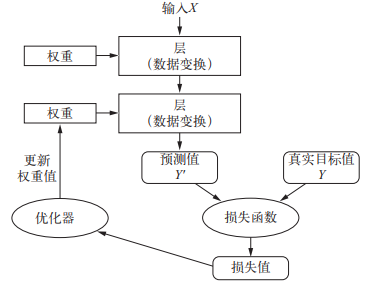 输入X
权重
层
（数据变换）
权重
层
（数据变换）
更新
权重值
预测值
Y′
真实目标值
Y
优化器
损失函数
损失值